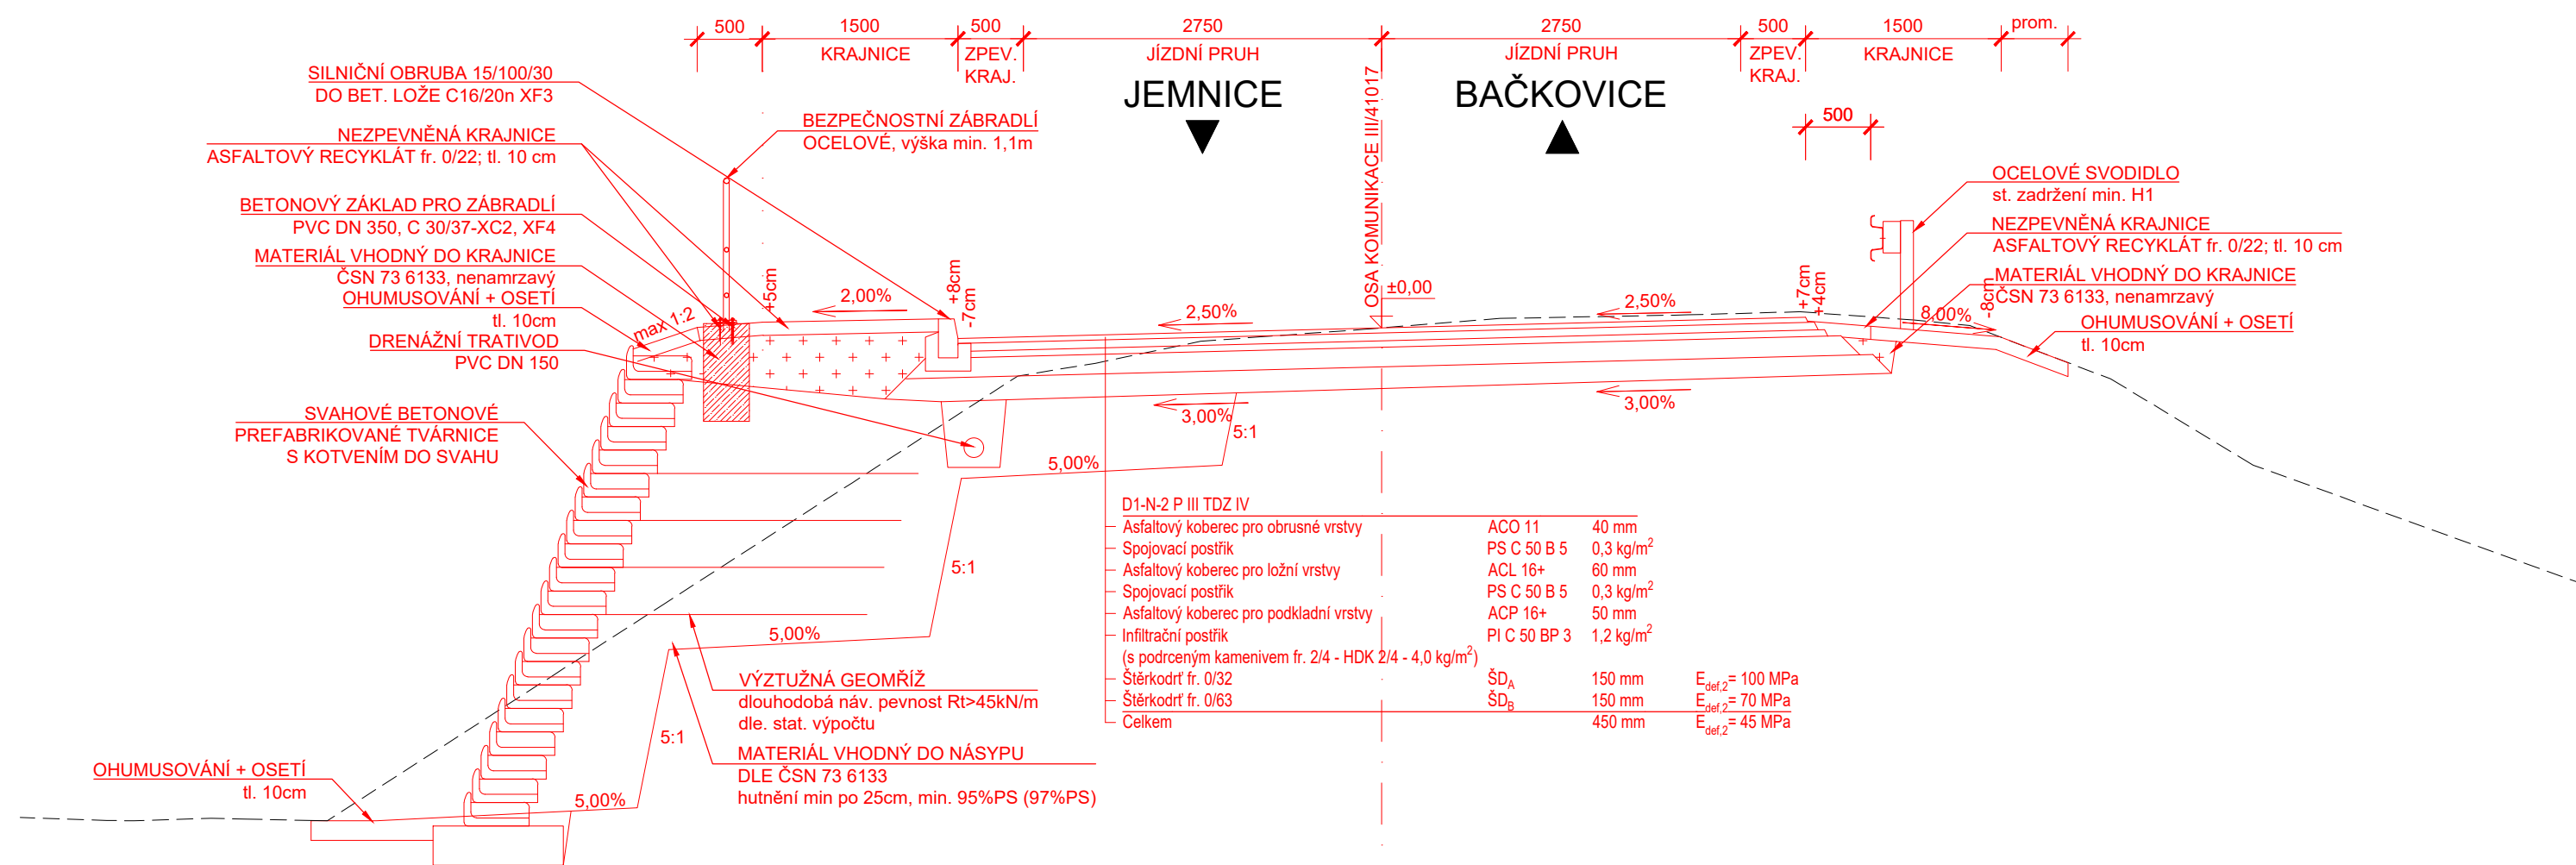 500 1500 500 2750 2750 500 1500 prom.
KRAJNICE ZPEV. JÍZDNÍ PRUH JÍZDNÍ PRUH ZPEV. KRAJNICE
KRAJ. KRAJ.
JEMNICE BAČKOVICE
OSA KOMUNIKACE III/41017
500
SILNIČNÍ OBRUBA 15/100/30
DO BET. LOŽE C16/20n XF3
NEZPEVNĚNÁ KRAJNICE
ASFALTOVÝ RECYKLÁT fr. 0/22; tl. 10 cm
BETONOVÝ ZÁKLAD PRO ZÁBRADLÍ
PVC DN 350, C 30/37-XC2, XF4
MATERIÁL VHODNÝ DO KRAJNICE
ČSN 73 6133, nenamrzavý
OHUMUSOVÁNÍ + OSETÍ
tl. 10cm
DRENÁŽNÍ TRATIVOD
PVC DN 150
SVAHOVÉ BETONOVÉ
PREFABRIKOVANÉ TVÁRNICE
S KOTVENÍM DO SVAHU
BEZPEČNOSTNÍ ZÁBRADLÍ
OCELOVÉ, výška min. 1,1m
max 1:2
+5cm
2,00%
+8cm
-7cm
2,50%
±0,00
2,50%
+7cm
+4cm
8,00%
-8cm
OCELOVÉ SVODIDLO
st. zadržení min. H1
NEZPEVNĚNÁ KRAJNICE
ASFALTOVÝ RECYKLÁT fr. 0/22; tl. 10 cm
MATERIÁL VHODNÝ DO KRAJNICE
ČSN 73 6133, nenamrzavý
OHUMUSOVÁNÍ + OSETÍ
tl. 10cm
3,00%
3,00%
5:1
5,00%
5:1
5,00%
5:1
5,00%
D1-N-2 P III TDZ IV
Asfaltový koberec pro obrusné vrstvy ACO 11 40 mm
Spojovací postřik PS C 50 B 5 0,3 kg/m²
Asfaltový koberec pro ložní vrstvy ACL 16+ 60 mm
Spojovací postřik PS C 50 B 5 0,3 kg/m²
Asfaltový koberec pro podkladní vrstvy ACP 16+ 50 mm
Infiltrační postřik PI C 50 BP 3 1,2 kg/m²
(s podrceným kamenivem fr. 2/4 - HDK 2/4 - 4,0 kg/m²)
Štěrkodrť fr. 0/32 ŠDA 150 mm Edef,2= 100 MPa
Štěrkodrť fr. 0/63 ŠDB 150 mm Edef,2= 70 MPa
Celkem 450 mm Edef,2= 45 MPa
VÝZTUŽNÁ GEOMŘÍŽ
dlouhodobá náv. pevnost Rt>45kN/m
dle. stat. výpočtu
MATERIÁL VHODNÝ DO NÁSYPU
DLE ČSN 73 6133
hutnění min po 25cm, min. 95%PS (97%PS)
OHUMUSOVÁNÍ + OSETÍ
tl. 10cm